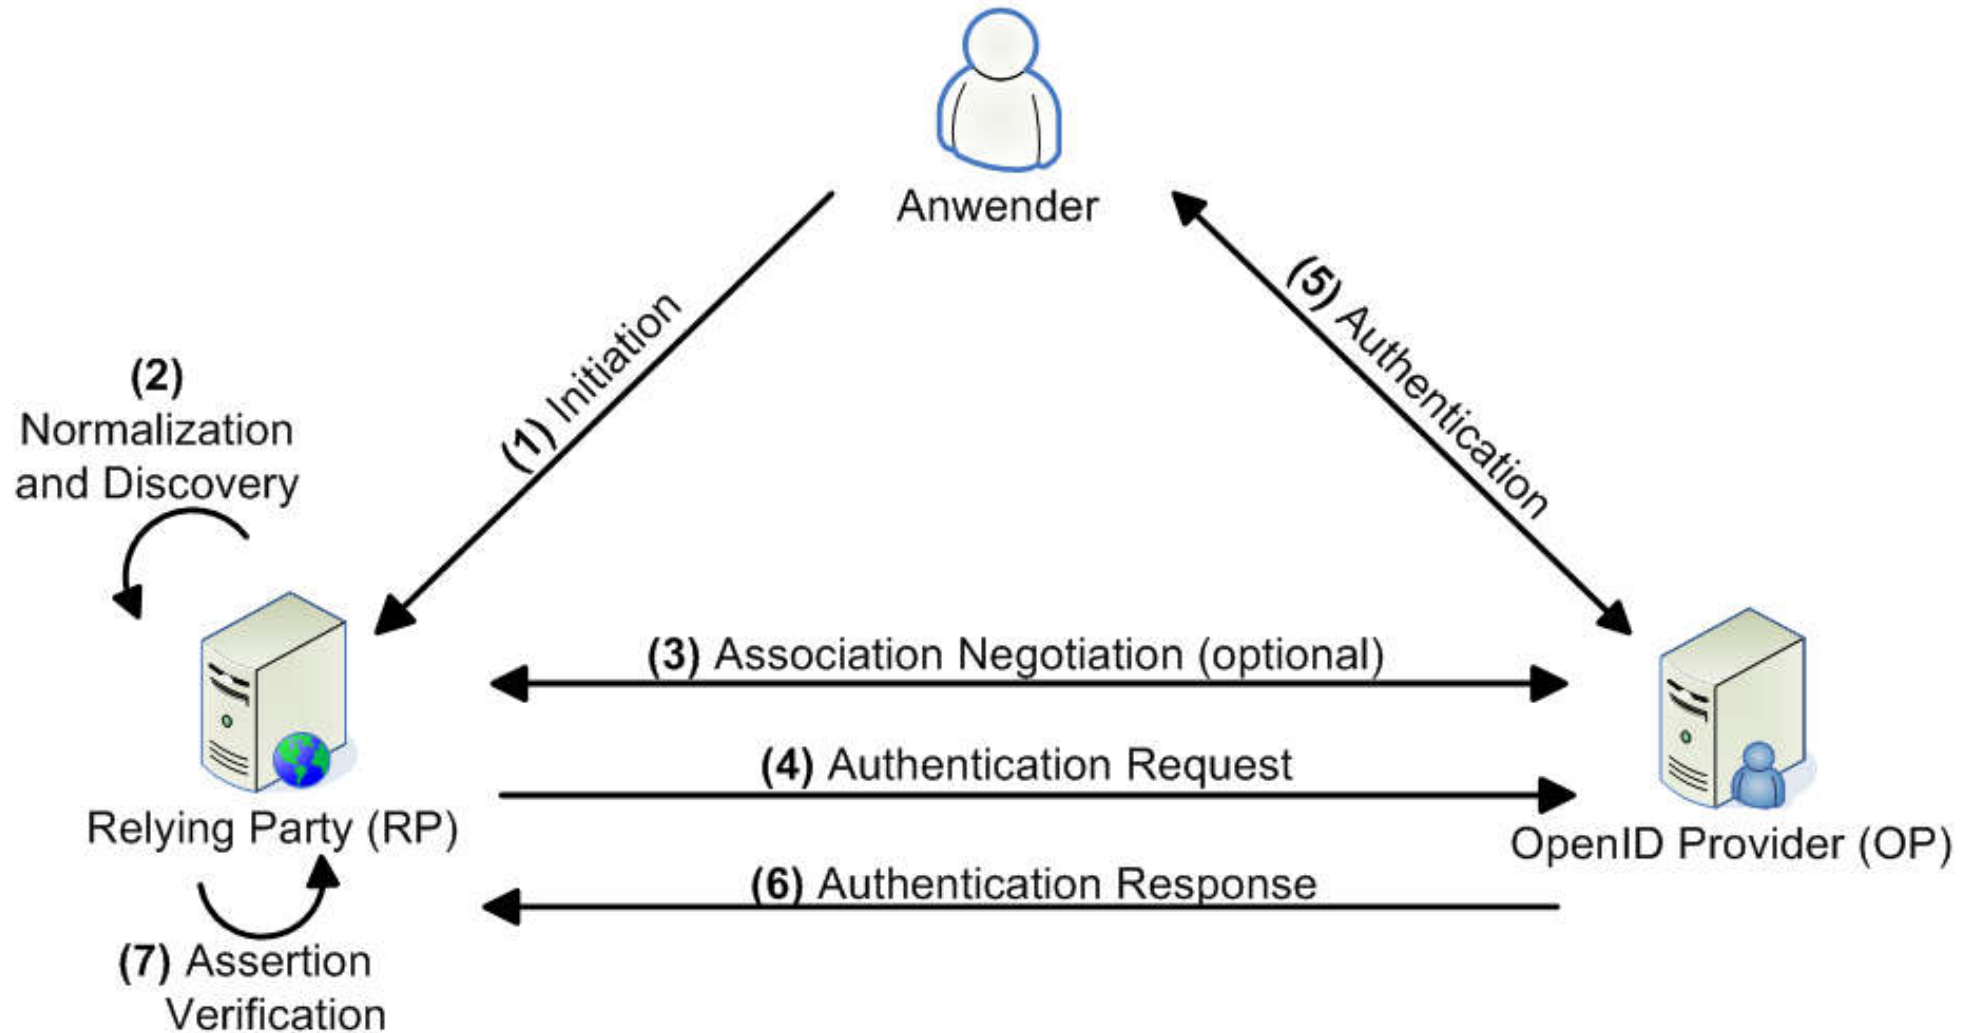 Anwender
(1) Initiation
(5) Authentication
(2)
Normalization
and Discovery
(3) Association Negotiation (optional)
(4) Authentication Request
Relying Party (RP)
OpenID Provider (OP)
(6) Authentication Response
(7) Assertion
Verification